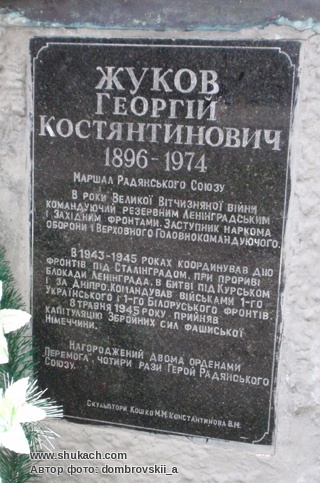 ЖУКОВ
ГЕОРГІЙ
КОСТЯНТИНОВИЧ
1896 - 1974
МАРШАЛ РАДЯНСЬКОГО СОЮЗУ
В РОКИ ВЕЛИКОЇ ВІТЧИЗНЯНОЇ ВІЙНИ
КОМАНДУЮЧИЙ РЕЗЕРВНИМ ЛЕНІНГРАДСЬКИМ
І ЗАХІДНИМ ФРОНТАМИ, ЗАСТУПНИК НАРКОМА
ОБОРОНИ І ВЕРХОВНОГО ГОЛОВНОКОМАНДУЮЧОГО.
В 1943-1945 РОКАХ КООРДИНУВАВ ДІЮ
ФРОНТІВ ПІД СТАЛІНГРАДОМ, ПРИ ПРОРИВІ
БЛОКАДИ ЛЕНІНГРАДА, В БИТВІ ПІД КУРСЬКОМ
І ЗА ДНІПРО. КОМАНДУВАВ ВІЙСЬКАМИ 1-ГО
УКРАЇНСЬКОГО І 1-ГО БІЛОРУСЬКОГО ФРОНТІВ.
8 ТРАВНЯ 1945 РОКУ ПРИЙНЯВ
КАПІТУЛЯЦІЮ ЗБРОЙНИХ СИЛ ФАШИСЬКОЇ
НІМЕЧЧИНИ.
НАГОРОДЖЕНИЙ ДВОМА ОРДЕНАМИ
"ПЕРЕМОГА", ЧОТИРИ РАЗИ ГЕРОЙ РАДЯНСЬКОГО
СОЮЗУ.
СКУЛЬПТОРИ КОШКО М.М. КОНСТАНТИНОВА В.М.
www.shukach.com
Автор фото: dombrovskii_a